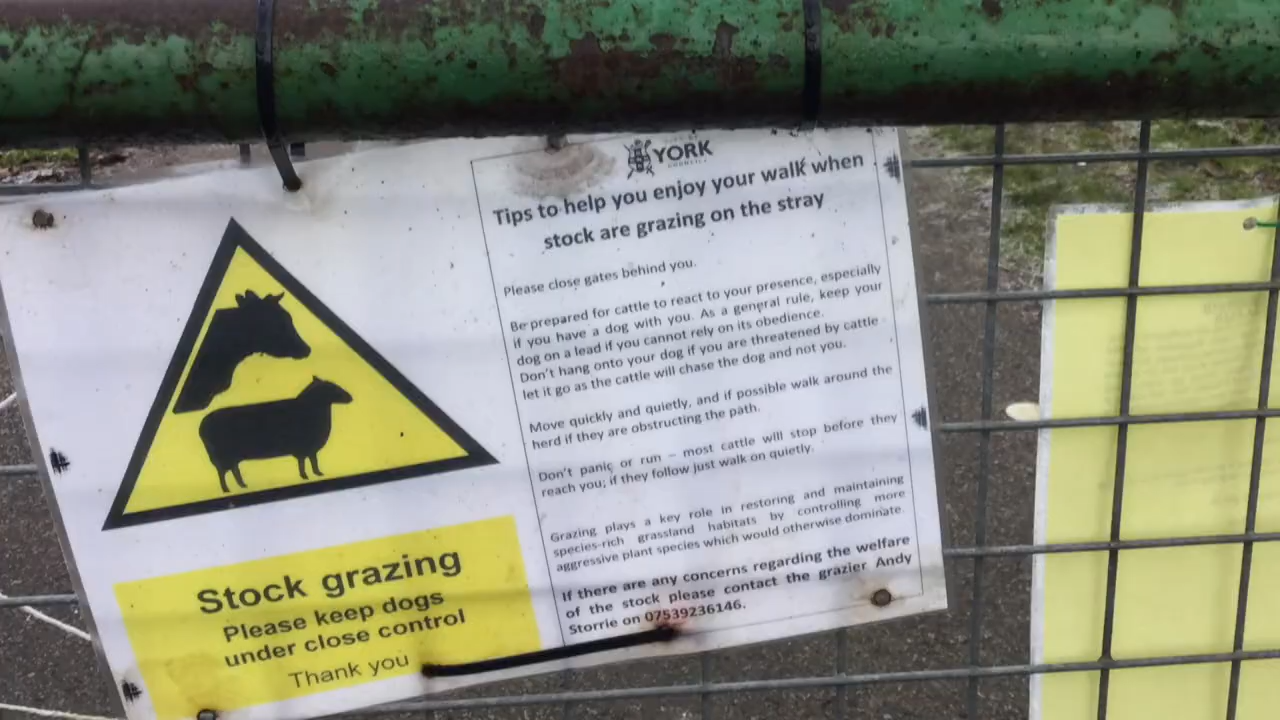 YORK
COUNCIL
Tips to help you enjoy your walk when
stock are grazing on the stray
Please close gates behind you.
Be prepared for cattle to react to your presence, especially
if you have a dog with you. As a general rule, keep your
dog on a lead if you cannot rely on its obedience.
Don't hang onto your dog if you are threatened by cattle -
let it go as the cattle will chase the dog and not you.
Move quickly and quietly, and if possible walk around the
herd if they are obstructing the path.
Don't panic or run – most cattle will stop before they
reach you; if they follow just walk on quietly.
Grazing plays a key role in restoring and maintaining
species-rich grassland habitats by controlling more
aggressive plant species which would otherwise dominate.
If there are any concerns regarding the welfare
of the stock please contact the grazier Andy
Storrie on 07539236146.
Stock grazing
Please keep dogs
under close control
Thank you